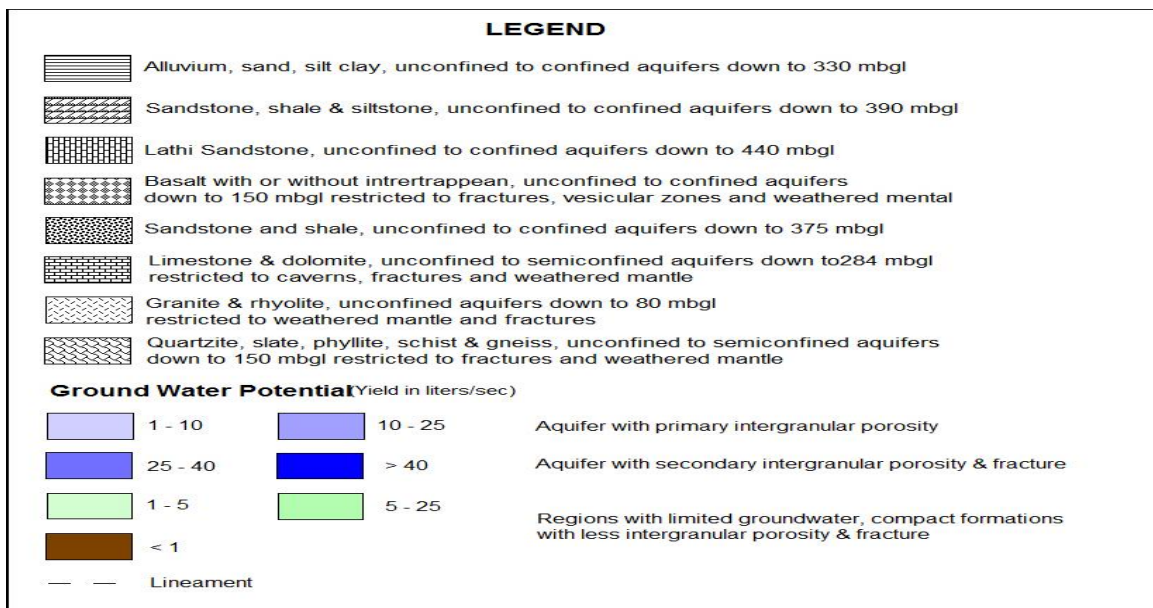 LEGEND
Alluvium, sand, silt clay, unconfined to confined aquifers down to 330 mbgl
Sandstone, shale & siltstone, unconfined to confined aquifers down to 390 mbgl
Lathi Sandstone, unconfined to confined aquifers down to 440 mbgl
Basalt with or without intrertrappean, unconfined to confined aquifers
down to 150 mbgl restricted to fractures, vesicular zones and weathered mental
Sandstone and shale, unconfined to confined aquifers down to 375 mbgl
Limestone & dolomite, unconfined to semiconfined aquifers down to284 mbgl
restricted to caverns, fractures and weathered mantle
Granite & rhyolite, unconfined aquifers down to 80 mbgl
restricted to weathered mantle and fractures
Quartzite, slate, phyllite, schist & gneiss, unconfined to semiconfined aquifers
down to 150 mbgl restricted to fractures and weathered mantle
Ground Water Potential (Yield in liters/sec)
1 - 10 10 - 25 Aquifer with primary intergranular porosity
25 - 40 > 40 Aquifer with secondary intergranular porosity & fracture
1 - 5 5 - 25
Regions with limited groundwater, compact formations
with less intergranular porosity & fracture
< 1
Lineament